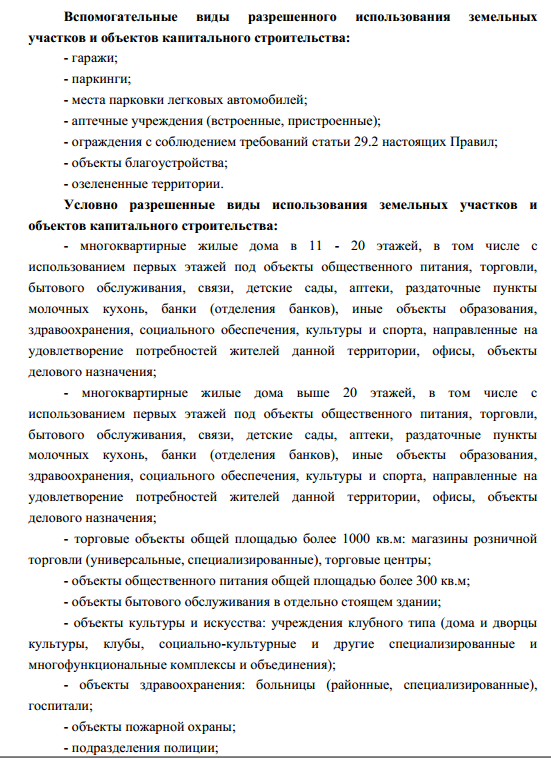 Вспомогательные виды разрешенного использования земельных
участков и объектов капитального строительства:
- гаражи;
- паркинги;
- места парковки легковых автомобилей;
- аптечные учреждения (встроенные, пристроенные);
- ограждения с соблюдением требований статьи 29.2 настоящих Правил;
- объекты благоустройства;
- озелененные территории.
Условно разрешенные виды использования земельных участков и
объектов капитального строительства:
- многоквартирные жилые дома в 11 - 20 этажей, в том числе с
использованием первых этажей под объекты общественного питания, торговли,
бытового обслуживания, связи, детские сады, аптеки, раздаточные пункты
молочных кухонь, банки (отделения банков), иные объекты образования,
здравоохранения, социального обеспечения, культуры и спорта, направленные на
удовлетворение потребностей жителей данной территории, офисы, объекты
делового назначения;
- многоквартирные жилые дома выше 20 этажей, в том числе с
использованием первых этажей под объекты общественного питания, торговли,
бытового обслуживания, связи, детские сады, аптеки, раздаточные пункты
молочных кухонь, банки (отделения банков), иные объекты образования,
здравоохранения, социального обеспечения, культуры и спорта, направленные на
удовлетворение потребностей жителей данной территории, офисы, объекты
делового назначения;
- торговые объекты общей площадью более 1000 кв.м: магазины розничной
торговли (универсальные, специализированные), торговые центры;
- объекты общественного питания общей площадью более 300 кв.м;
- объекты бытового обслуживания в отдельно стоящем здании;
- объекты культуры и искусства: учреждения клубного типа (дома и дворцы
культуры, клубы, социально-культурные и другие специализированные и
многофункциональные комплексы и объединения);
- объекты здравоохранения: больницы (районные, специализированные),
госпитали;
- объекты пожарной охраны;
- подразделения полиции;